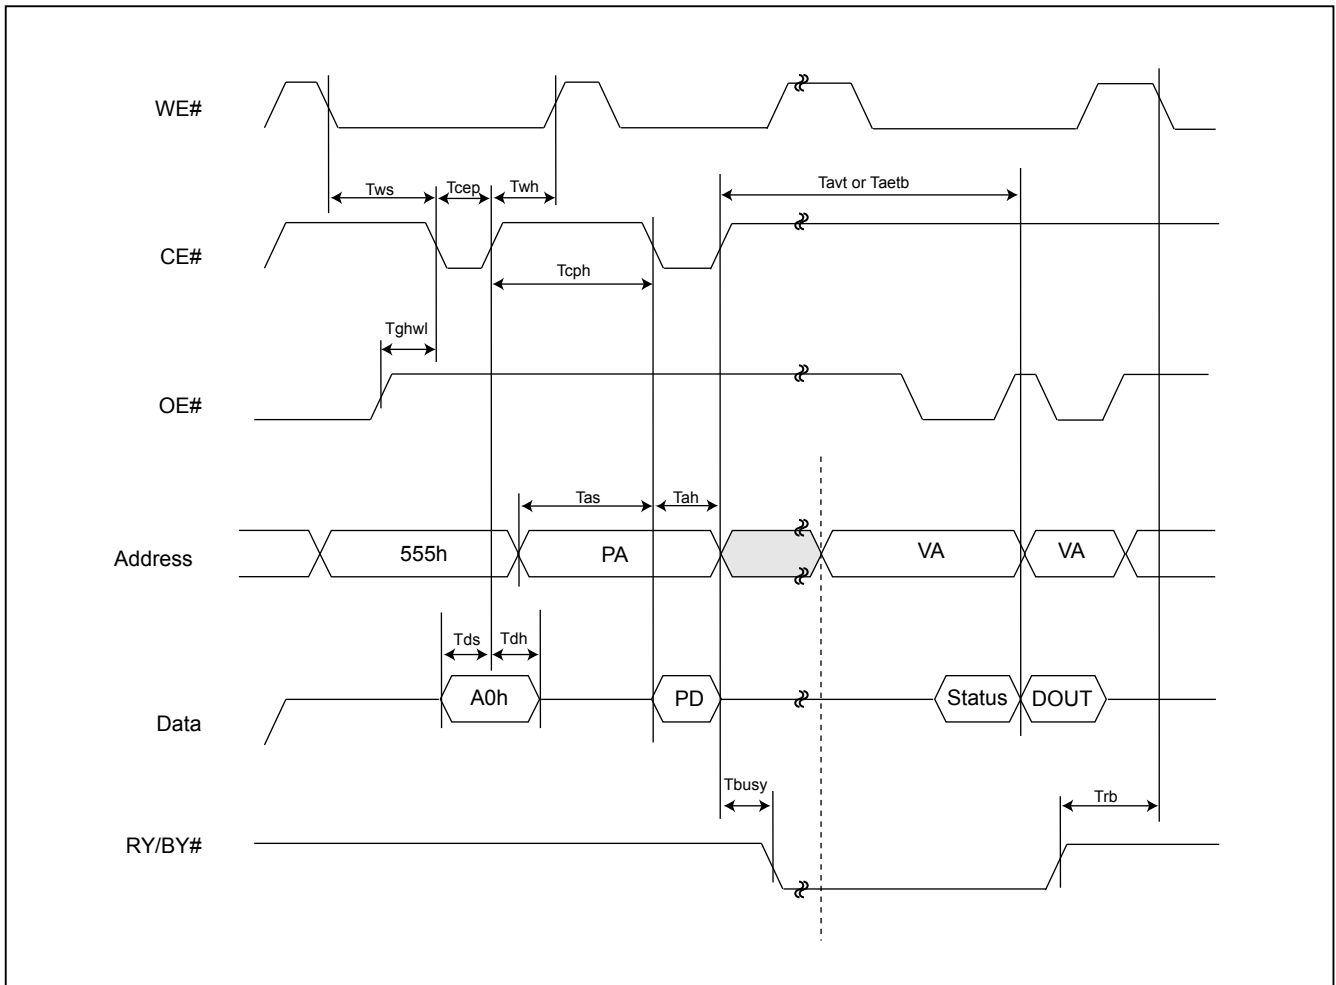 WE#
Tws
Tcep
Twh
Tavt or Taetb
CE#
Tcph
Tghwl
OE#
Tas
Tah
Address
555h
PA
VA
VA
Tds
Tdh
Data
A0h
PD
Status
DOUT
Tbusy
Trb
RY/BY#